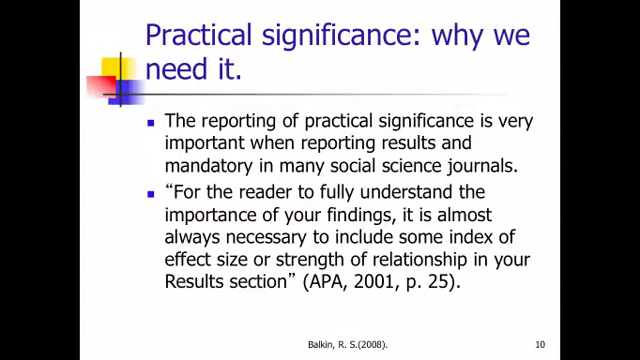 Practical significance: why we
need it.
The reporting of practical significance is very
important when reporting results and
mandatory in many social science journals.
“For the reader to fully understand the
importance of your findings, it is almost
always necessary to include some index of
effect size or strength of relationship in your
Results section” (APA, 2001, p. 25).
Balkin, R. S.(2008).
10